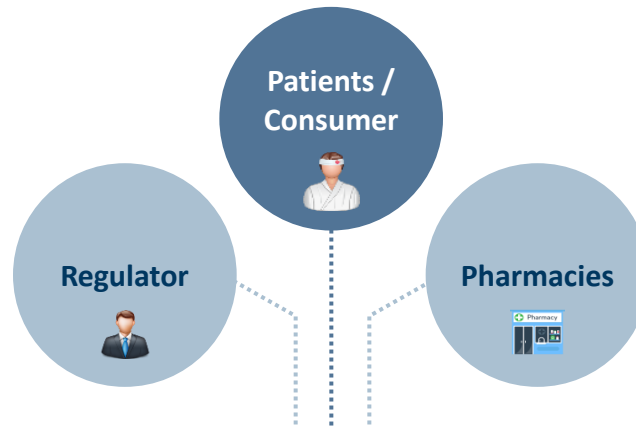 Patients /
Consumer
Regulator
Pharmacies
Pharmacy